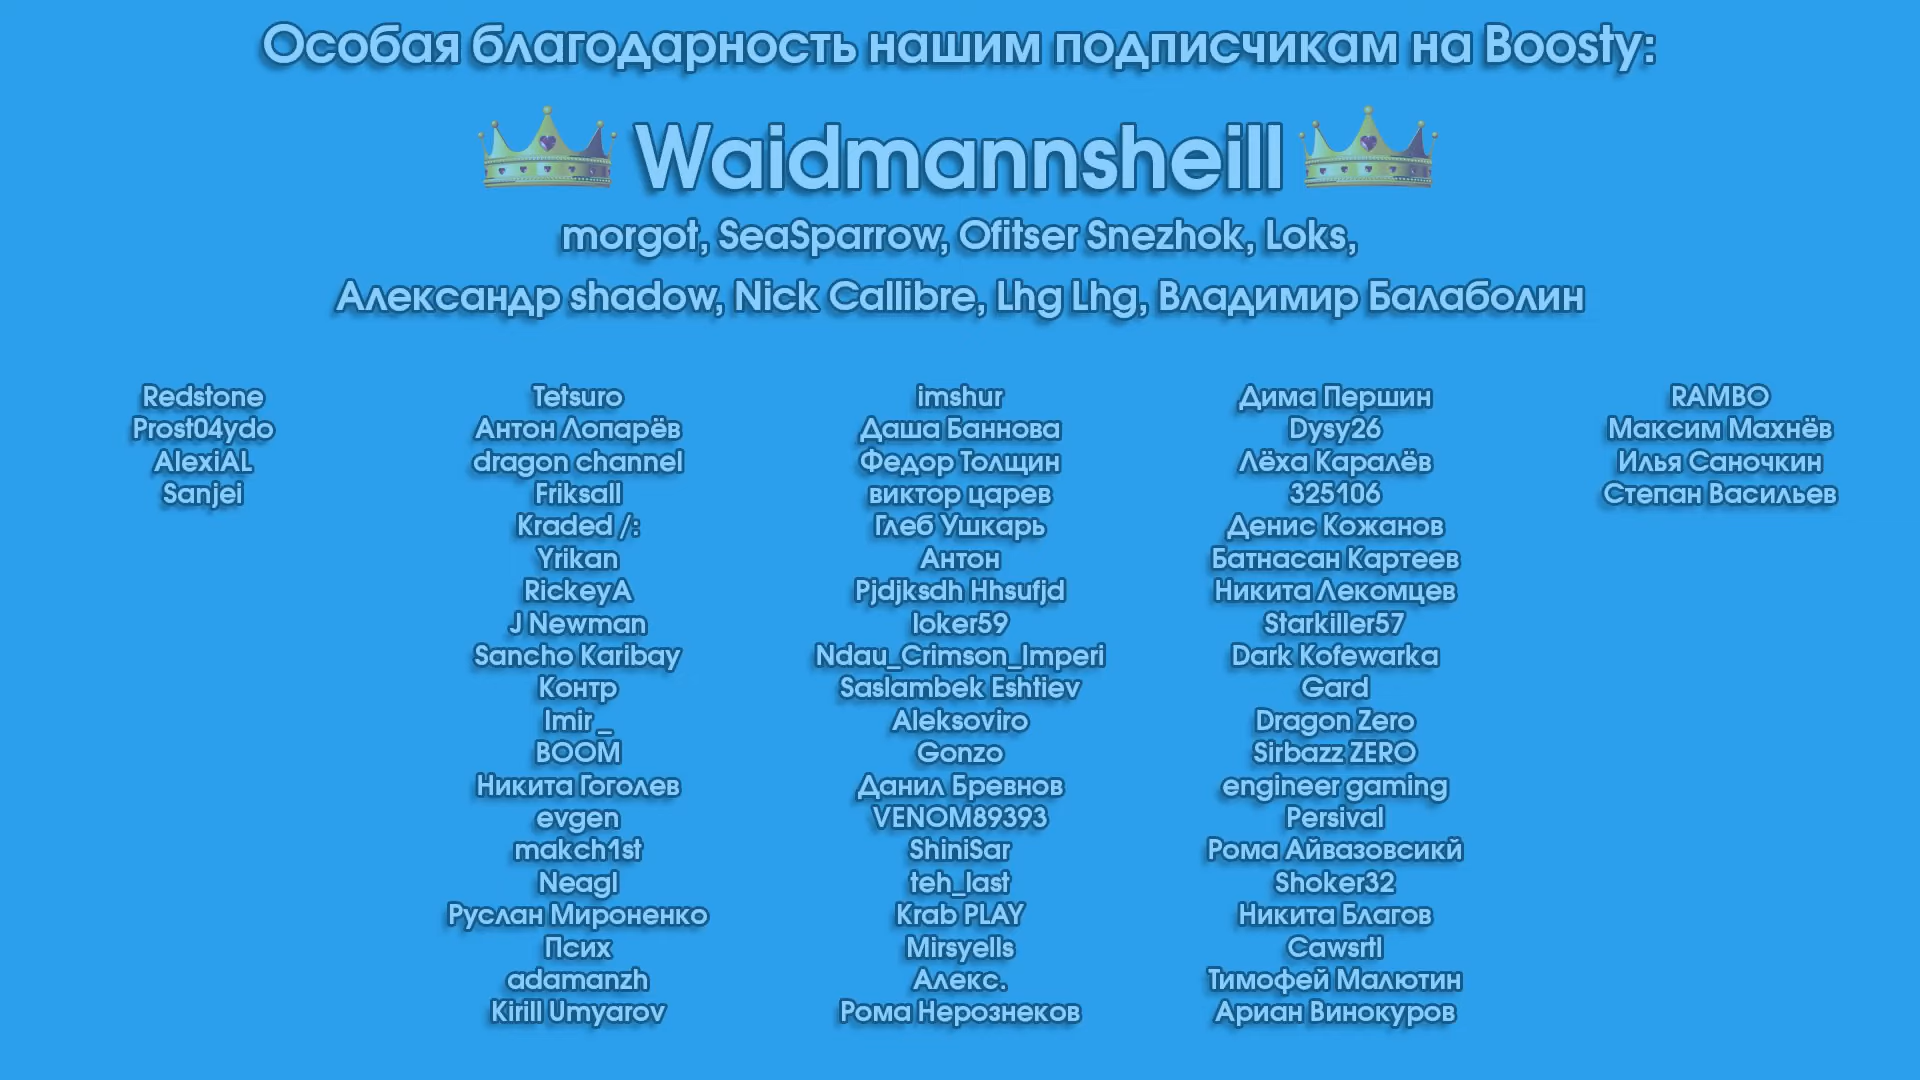 Особая благодарность нашим подписчикам на Boosty:
Waidmannsheill
morgot, SeaSparrow, Ofitser Snezhok, Loks,
Александр shadow, Nick Callibre, Lhg Lhg, Владимир Балаболин
Redstone
Prost04ydo
AlexiAL
Sanjei
Tetsuro
Антон Лопарёв
dragon channel
Friksall
Kraded /:
Yrikan
RickeyA
J Newman
Sancho Karibay
Контр
Imir _
BOOM
Никита Гоголев
evgen
makch1st
Neagl
Руслан Мироненко
Псих
adamanzh
Kirill Umyarov
imshur
Даша Баннова
Федор Толщин
виктор царев
Глеб Ушкарь
Антон
Pjdjksdh Hhsufjd
loker59
Ndau_Crimson_Imperi
Saslambek Eshtiev
Aleksoviro
Gonzo
Данил Бревнов
VENOM89393
ShiniSar
teh_last
Krab PLAY
Mirsyells
Алекс.
Рома Нерознеков
Дима Першин
Dysy26
Лёха Каралёв
325106
Денис Кожанов
Батнасан Картеев
Никита Лекомцев
Starkiller57
Dark Kofewarka
Gard
Dragon Zero
Sirbazz ZERO
engineer gaming
Persival
Рома Айвазовсикй
Shoker32
Никита Благов
Cawsrtl
Тимофей Малютин
Ариан Винокуров
RAMBO
Максим Махнёв
Илья Саночкин
Степан Васильев